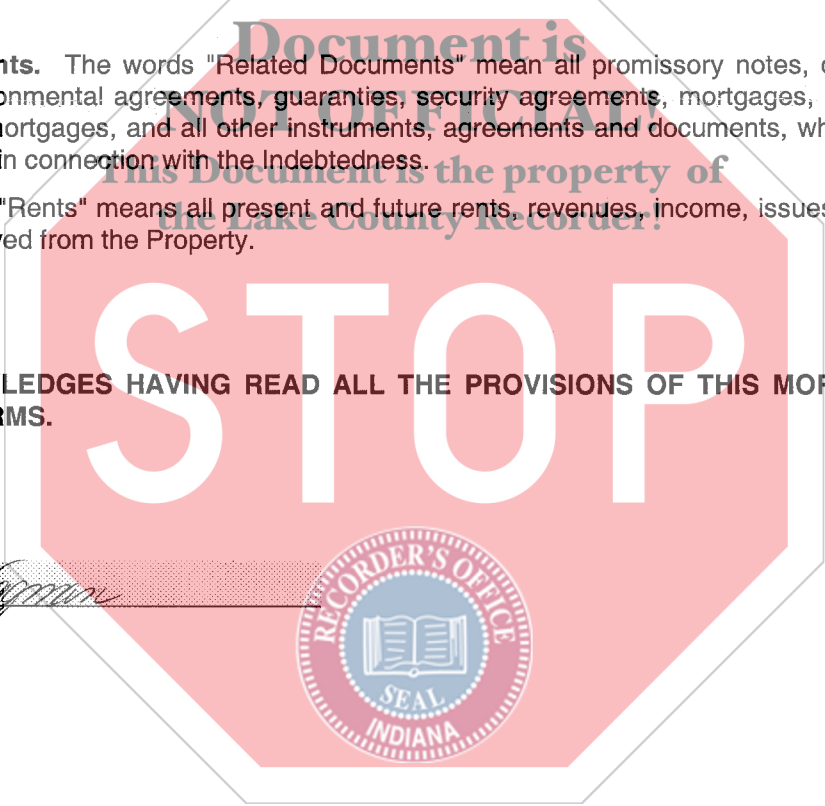 Document is
nts. The words "Related Documents" mean all promissory notes,
onmental agreements, guaranties, security agreements, mortgages,
NOT OFFICIAL!
ortgages, and all other instruments, agreements and documents, wh
in connection with the Indebtedness.
This Document is the property of
"Rents" means all present and future rents, revenues, income, issues
the Lake County Recorder!
ved from the Property.
STOP
LEDGES HAVING READ ALL THE PROVISIONS OF THIS MOR
RMS.
RECORDER'S OFFICE
SEAL
INDIANA